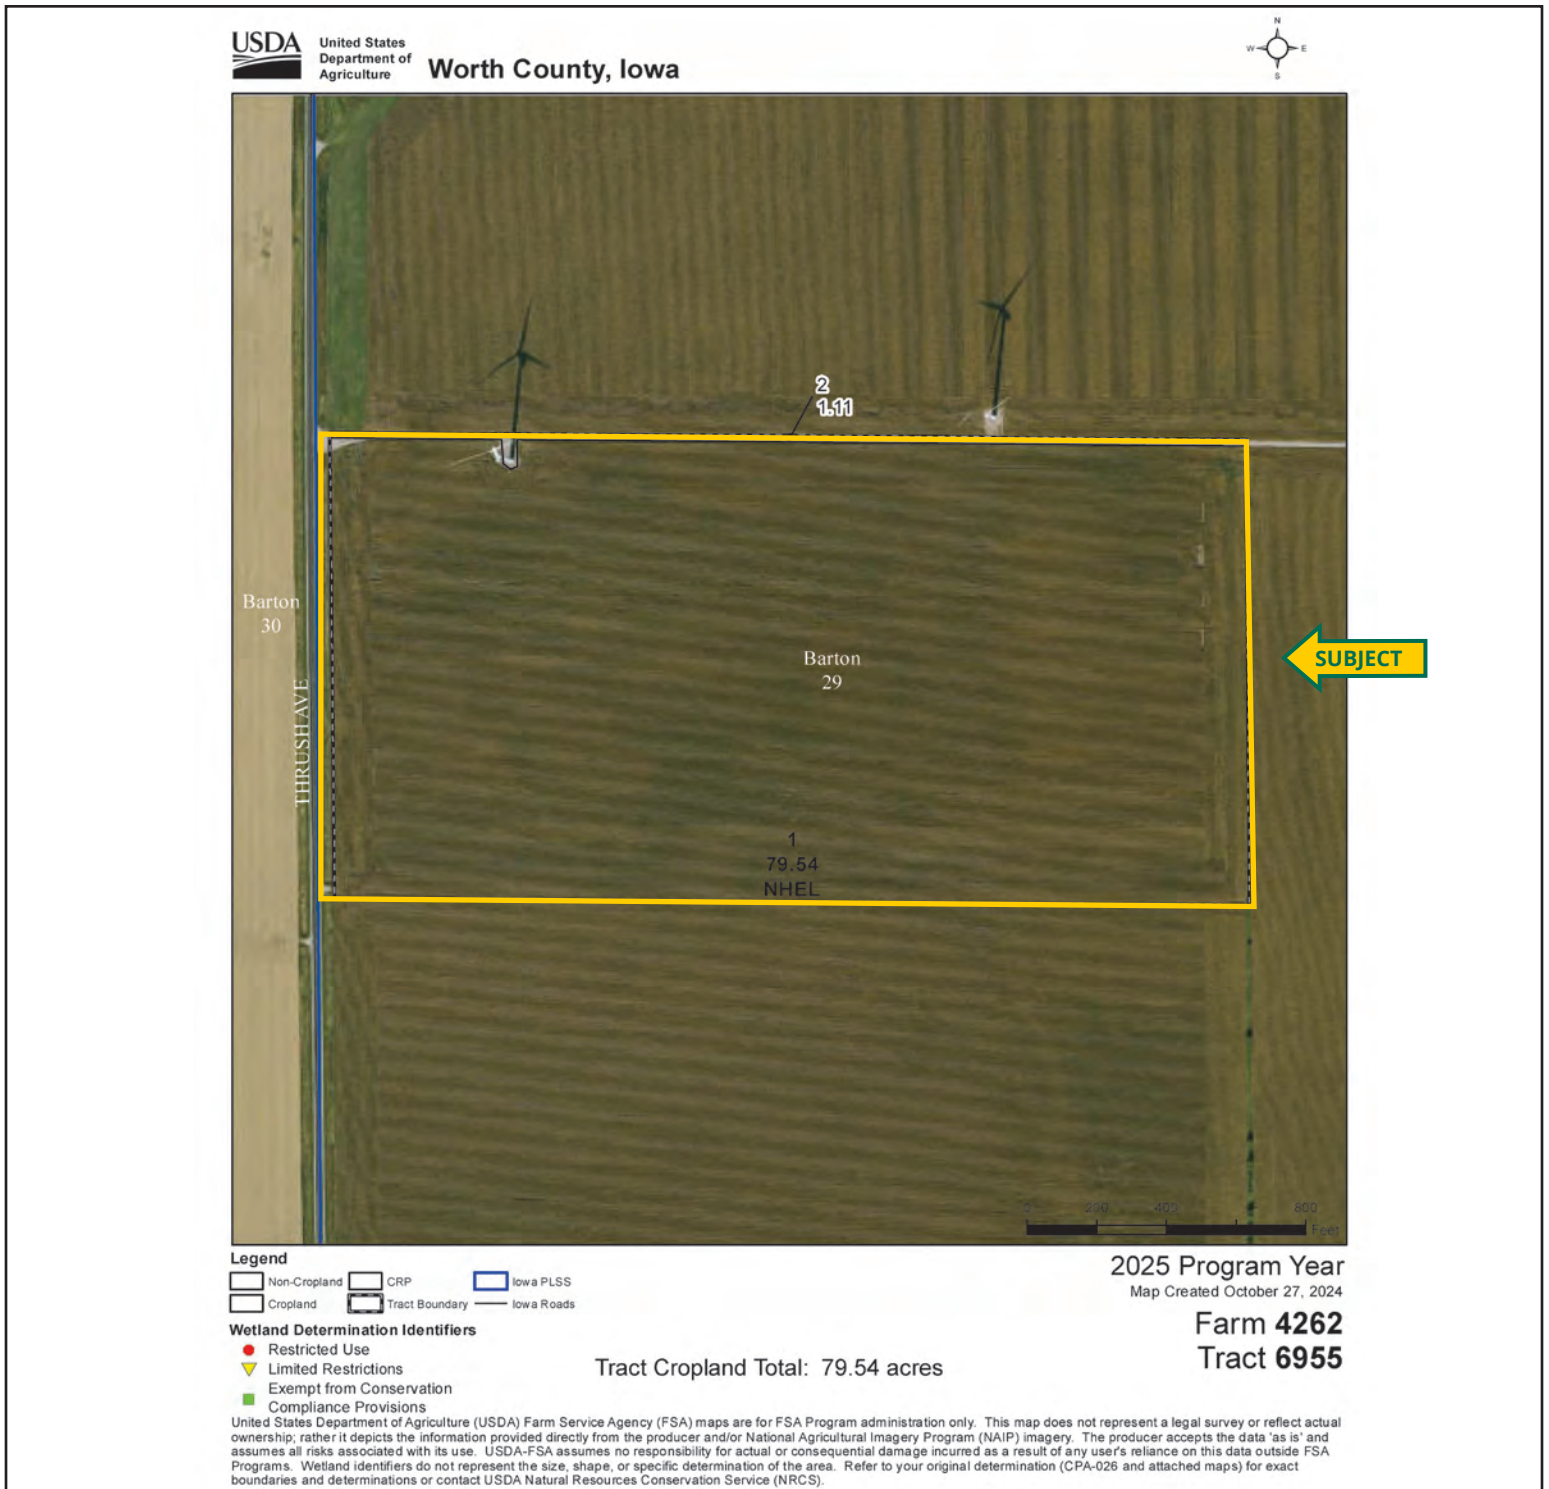 USDA
United States
Department of
Agriculture
Worth County, Iowa
N
W
E
S
2
1.11
Barton
30
Barton
29
THRUSH AVE
SUBJECT
1
79.54
NHEL
0 200 400 800
Feet
Legend
Non-Cropland CRP Iowa PLSS
Cropland Tract Boundary Iowa Roads
Wetland Determination Identifiers
Restricted Use
Limited Restrictions
Exempt from Conservation
Compliance Provisions
Tract Cropland Total: 79.54 acres
2025 Program Year
Map Created October 27, 2024
Farm 4262
Tract 6955
United States Department of Agriculture (USDA) Farm Service Agency (FSA) maps are for FSA Program administration only. This map does not represent a legal survey or reflect actual
ownership; rather it depicts the information provided directly from the producer and/or National Agricultural Imagery Program (NAIP) imagery. The producer accepts the data 'as is' and
assumes all risks associated with its use. USDA-FSA assumes no responsibility for actual or consequential damage incurred as a result of any user's reliance on this data outside FSA
Programs. Wetland identifiers do not represent the size, shape, or specific determination of the area. Refer to your original determination (CPA-026 and attached maps) for exact
boundaries and determinations or contact USDA Natural Resources Conservation Service (NRCS).